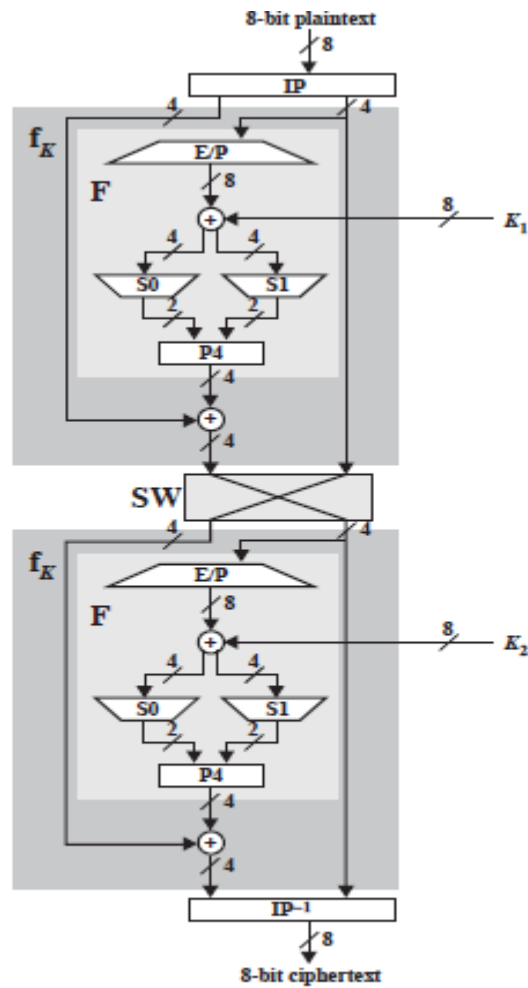 8-bit plaintext
8
IP
4 4
f_K
E/P
F 8
+ 8 K₁
4 4
S0 S1
2 2
P4
4
+
4
SW
4 4
f_K
E/P
F 8
+ 8 K₂
4 4
S0 S1
2 2
P4
4
+
4
IP⁻¹
8
8-bit ciphertext